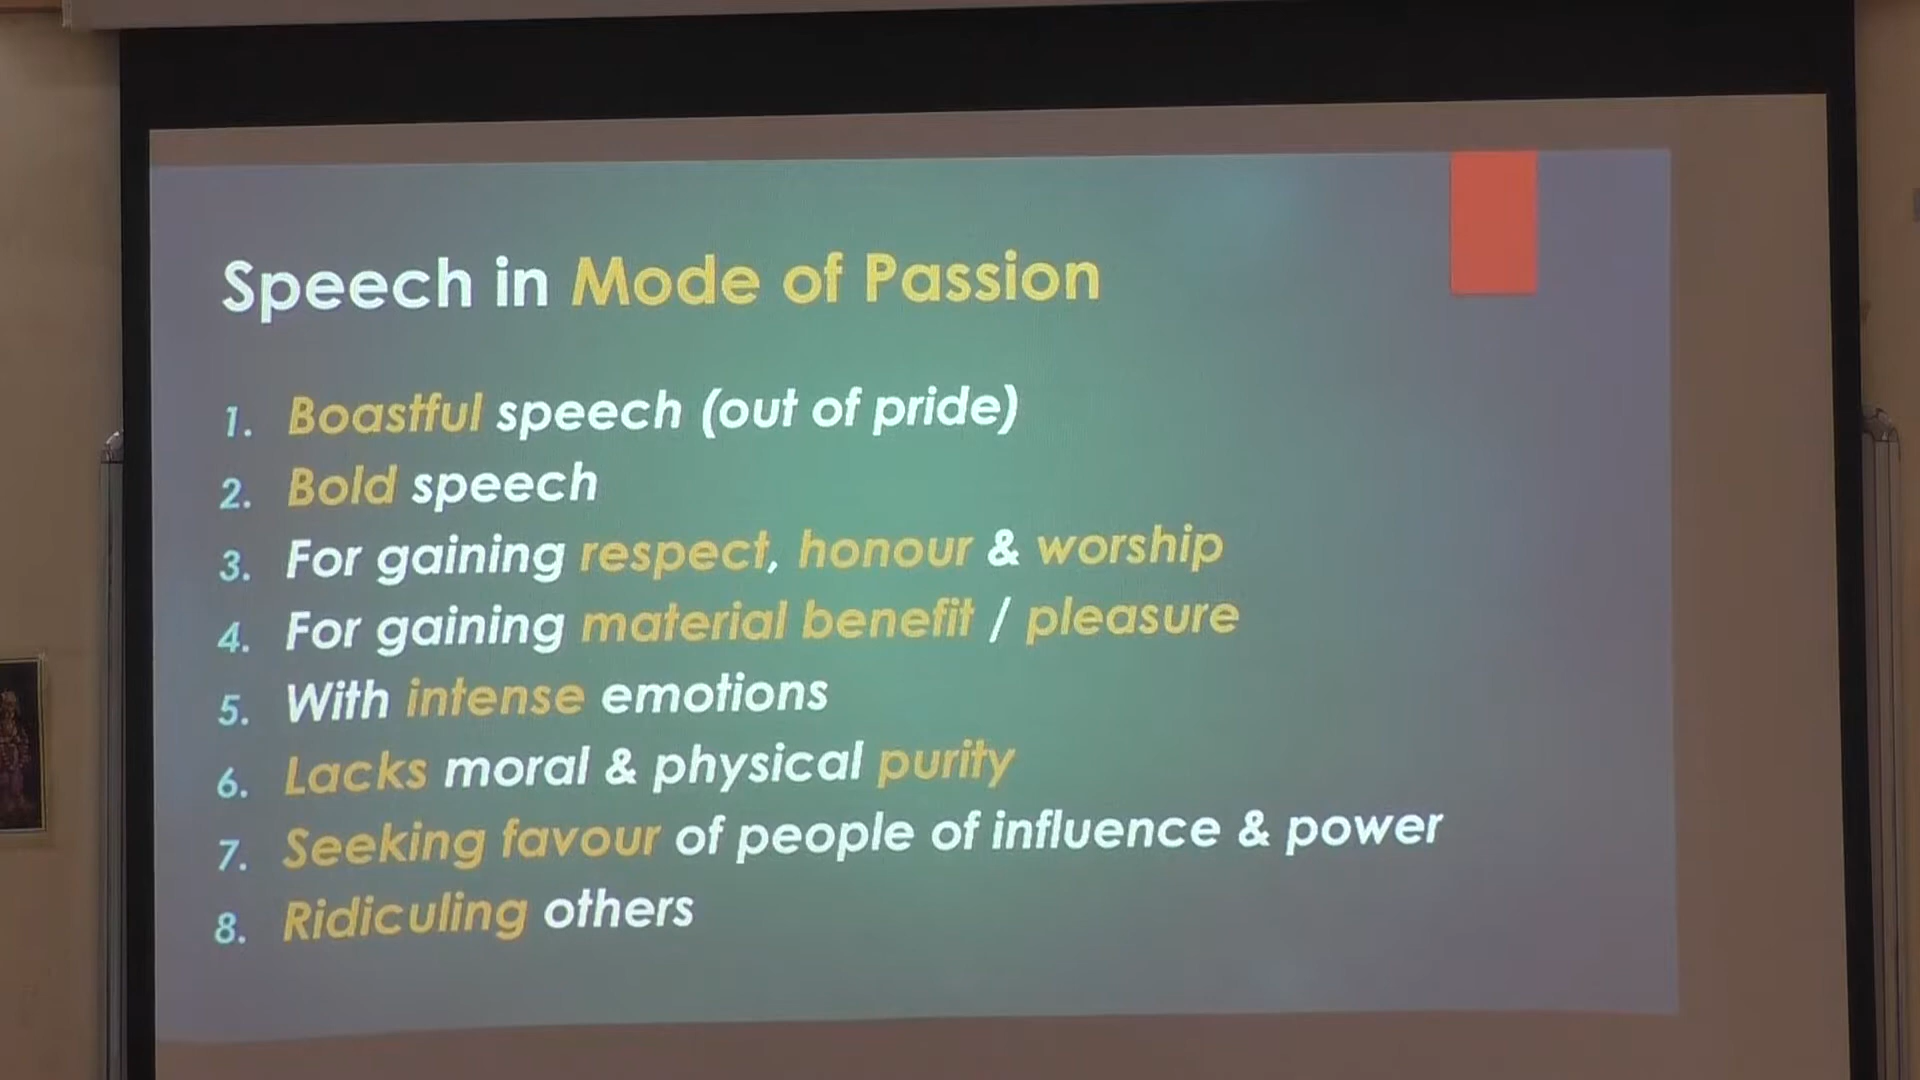 Speech in Mode of Passion
1. Boastful speech (out of pride)
2. Bold speech
3. For gaining respect, honour & worship
4. For gaining material benefit / pleasure
5. With intense emotions
6. Lacks moral & physical purity
7. Seeking favour of people of influence & power
8. Ridiculing others